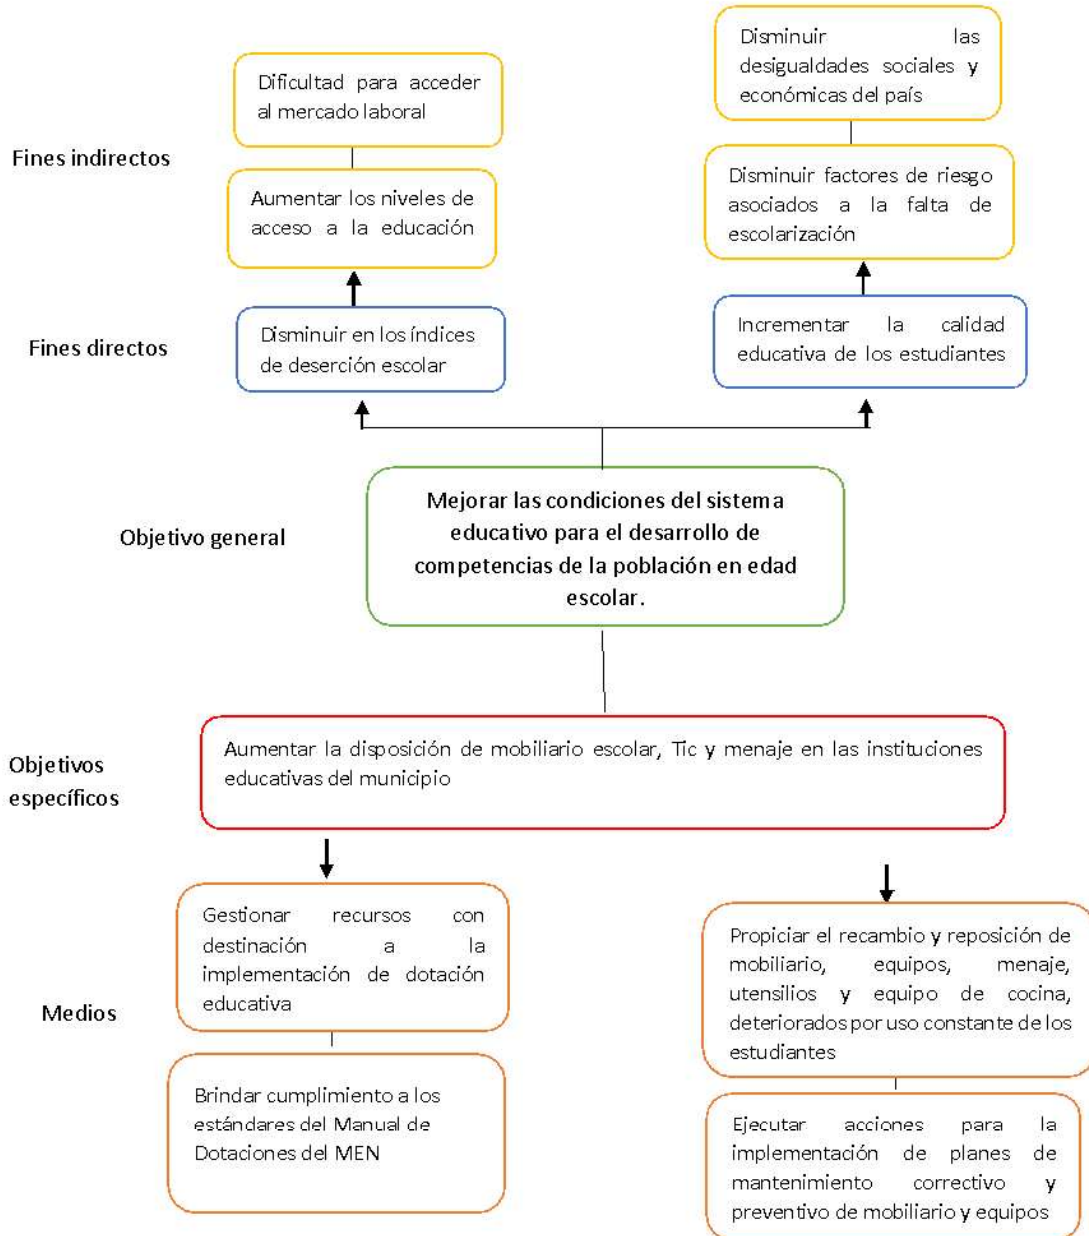 Disminuir las
desigualdades sociales y
económicas del país
Dificultad para acceder
al mercado laboral
Fines indirectos
Aumentar los niveles de
acceso a la educación
Disminuir factores de riesgo
asociados a la falta de
escolarización
Fines directos
Disminuir en los índices
de deserción escolar
Incrementar la calidad
educativa de los estudiantes
Objetivo general
Mejorar las condiciones del sistema
educativo para el desarrollo de
competencias de la población en edad
escolar.
Objetivos
específicos
Aumentar la disposición de mobiliario escolar, Tic y menaje en las instituciones
educativas del municipio
Medios
Gestionar recursos con
destinación a la
implementación de dotación
educativa
Propiciar el recambio y reposición de
mobiliario, equipos, menaje,
utensilios y equipo de cocina,
deteriorados por uso constante de los
estudiantes
Brindar cumplimiento a los
estándares del Manual de
Dotaciones del MEN
Ejecutar acciones para la
implementación de planes de
mantenimiento correctivo y
preventivo de mobiliario y equipos